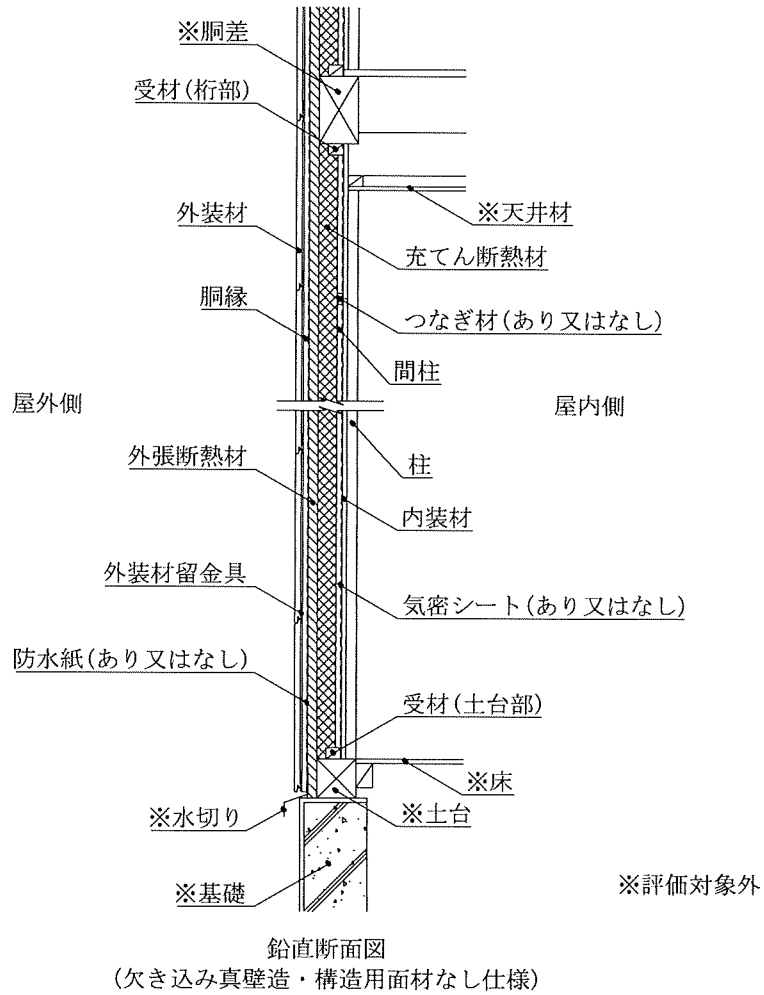 ※胴差
受材(桁部)
※天井材
外装材
充てん断熱材
胴縁
つなぎ材(あり又はなし)
間柱
屋外側
屋内側
外張断熱材
柱
内装材
外装材留金具
気密シート(あり又はなし)
防水紙(あり又はなし)
受材(土台部)
※床
※水切り
※土台
※基礎
※評価対象外
鉛直断面図
(欠き込み真壁造・構造用面材なし仕様)